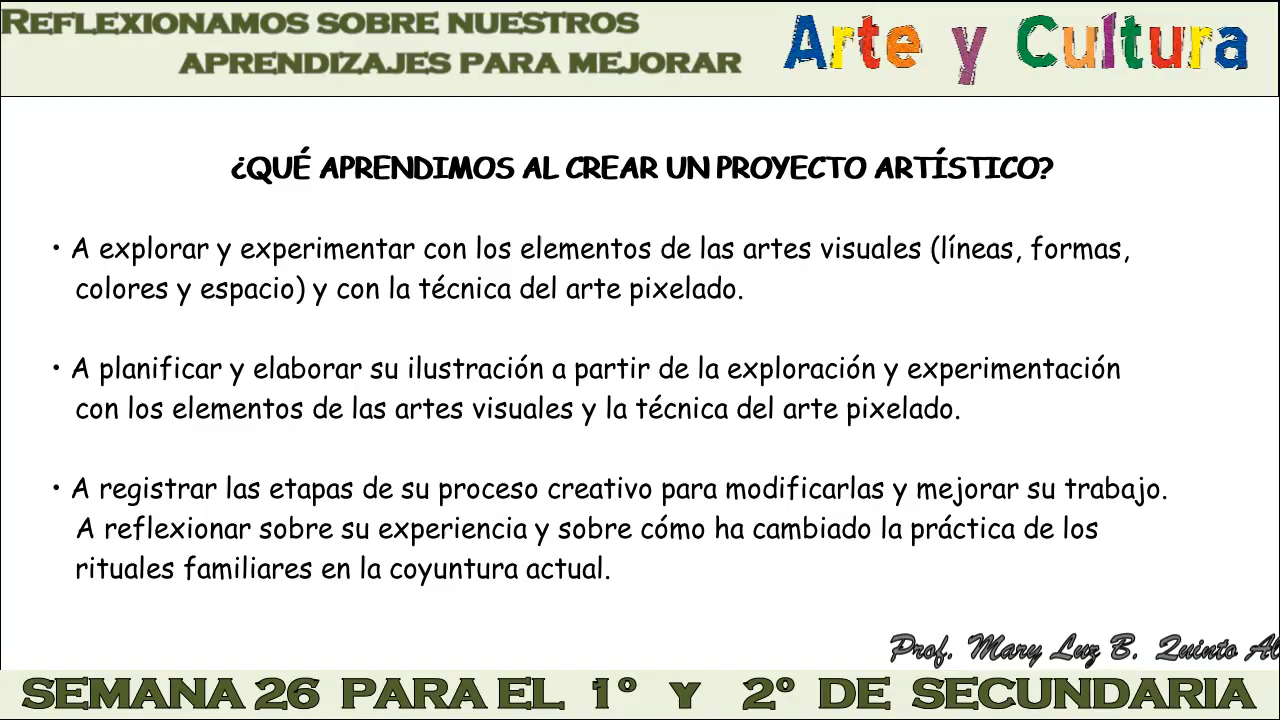 REFLEXIONAMOS SOBRE NUESTROS
APRENDIZAJES PARA MEJORAR
Arte y Cultura
¿QUÉ APRENDIMOS AL CREAR UN PROYECTO ARTÍSTICO?
• A explorar y experimentar con los elementos de las artes visuales (líneas, formas,
colores y espacio) y con la técnica del arte pixelado.
• A planificar y elaborar su ilustración a partir de la exploración y experimentación
con los elementos de las artes visuales y la técnica del arte pixelado.
• A registrar las etapas de su proceso creativo para modificarlas y mejorar su trabajo.
A reflexionar sobre su experiencia y sobre cómo ha cambiado la práctica de los
rituales familiares en la coyuntura actual.
Prof. Mary Luz B. Quinto
SEMANA 26 PARA EL 1º Y 2º DE SECUNDARIA